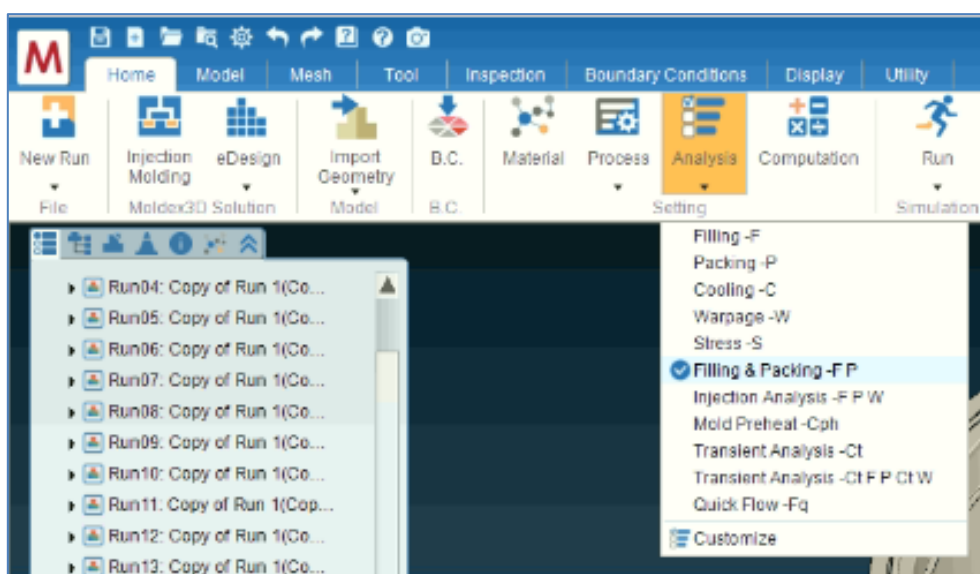 M
Home Model Mesh Tool Inspection Boundary Conditions Display Utility
New Run Injection Molding eDesign Import Geometry B.C. Material Process Analysis Computation Run
File Moldex3D Solution Model B.C. Setting Simulation
Filling -F
Packing -P
Cooling -C
Warpage -W
Stress -S
Filling & Packing -F P
Injection Analysis -F P W
Mold Preheat -Cph
Transient Analysis -Ct
Transient Analysis -Ct F P Ct W
Quick Flow -Fq
Customize
Run04: Copy of Run 1(Co...
Run05: Copy of Run 1(Co...
Run06: Copy of Run 1(Co...
Run07: Copy of Run 1(Co...
Run08: Copy of Run 1(Co...
Run09: Copy of Run 1(Co...
Run10: Copy of Run 1(Co...
Run11: Copy of Run 1(Cop...
Run12: Copy of Run 1(Co...
Run13: Copy of Run 1(Co...